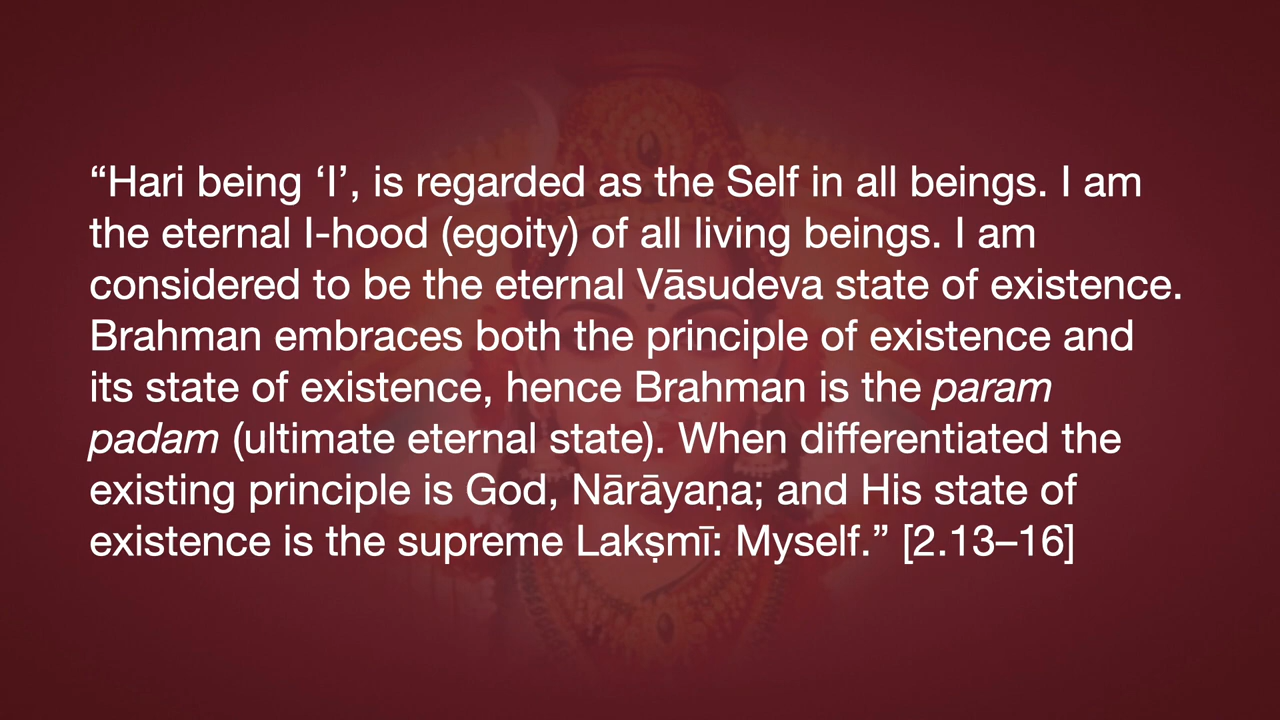 “Hari being ‘I’, is regarded as the Self in all beings. I am
the eternal I-hood (egoity) of all living beings. I am
considered to be the eternal Vāsudeva state of existence.
Brahman embraces both the principle of existence and
its state of existence, hence Brahman is the param
padam (ultimate eternal state). When differentiated the
existing principle is God, Nārāyaṇa; and His state of
existence is the supreme Lakṣmī: Myself.” [2.13–16]